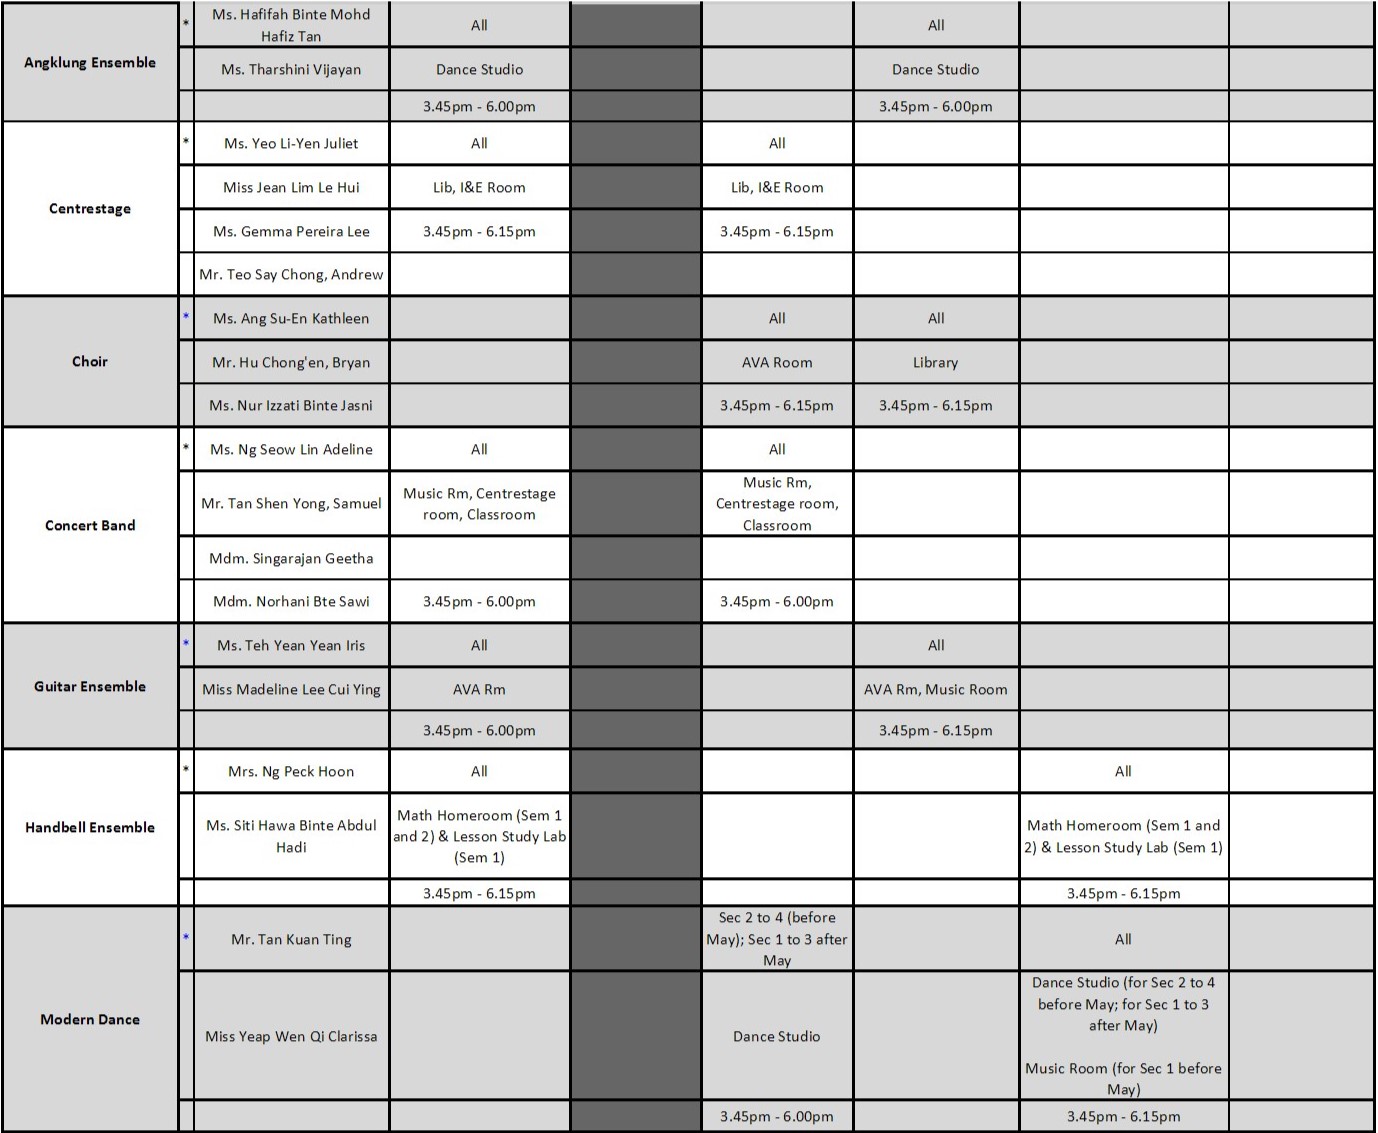 *
Ms. Hafifah Binte Mohd
Hafiz Tan
All
All
Angklung Ensemble
Ms. Tharshini Vijayan
Dance Studio
Dance Studio
3.45pm - 6.00pm
3.45pm - 6.00pm
Centrestage
*
Ms. Yeo Li-Yen Juliet
All
All
Miss Jean Lim Le Hui
Lib, I&E Room
Lib, I&E Room
Ms. Gemma Pereira Lee
3.45pm - 6.15pm
3.45pm - 6.15pm
Mr. Teo Say Chong, Andrew
Choir
*
Ms. Ang Su-En Kathleen
All
All
Mr. Hu Chong'en, Bryan
AVA Room
Library
Ms. Nur Izzati Binte Jasni
3.45pm - 6.15pm
3.45pm - 6.15pm
Concert Band
*
Ms. Ng Seow Lin Adeline
All
All
Mr. Tan Shen Yong, Samuel
Music Rm, Centrestage
room, Classroom
Music Rm,
Centrestage room,
Classroom
Mdm. Singarajan Geetha
Mdm. Norhani Bte Sawi
3.45pm - 6.00pm
3.45pm - 6.00pm
Guitar Ensemble
*
Ms. Teh Yean Yean Iris
All
All
Miss Madeline Lee Cui Ying
AVA Rm
AVA Rm, Music Room
3.45pm - 6.00pm
3.45pm - 6.15pm
Handbell Ensemble
*
Mrs. Ng Peck Hoon
All
All
Ms. Siti Hawa Binte Abdul
Hadi
Math Homeroom (Sem 1
and 2) & Lesson Study Lab
(Sem 1)
Math Homeroom (Sem 1 and
2) & Lesson Study Lab (Sem 1)
3.45pm - 6.15pm
3.45pm - 6.15pm
Modern Dance
*
Mr. Tan Kuan Ting
Sec 2 to 4 (before
May); Sec 1 to 3 after
May
All
Miss Yeap Wen Qi Clarissa
Dance Studio
Dance Studio (for Sec 2 to 4
before May; for Sec 1 to 3
after May)
Music Room (for Sec 1 before
May)
3.45pm - 6.00pm
3.45pm - 6.15pm